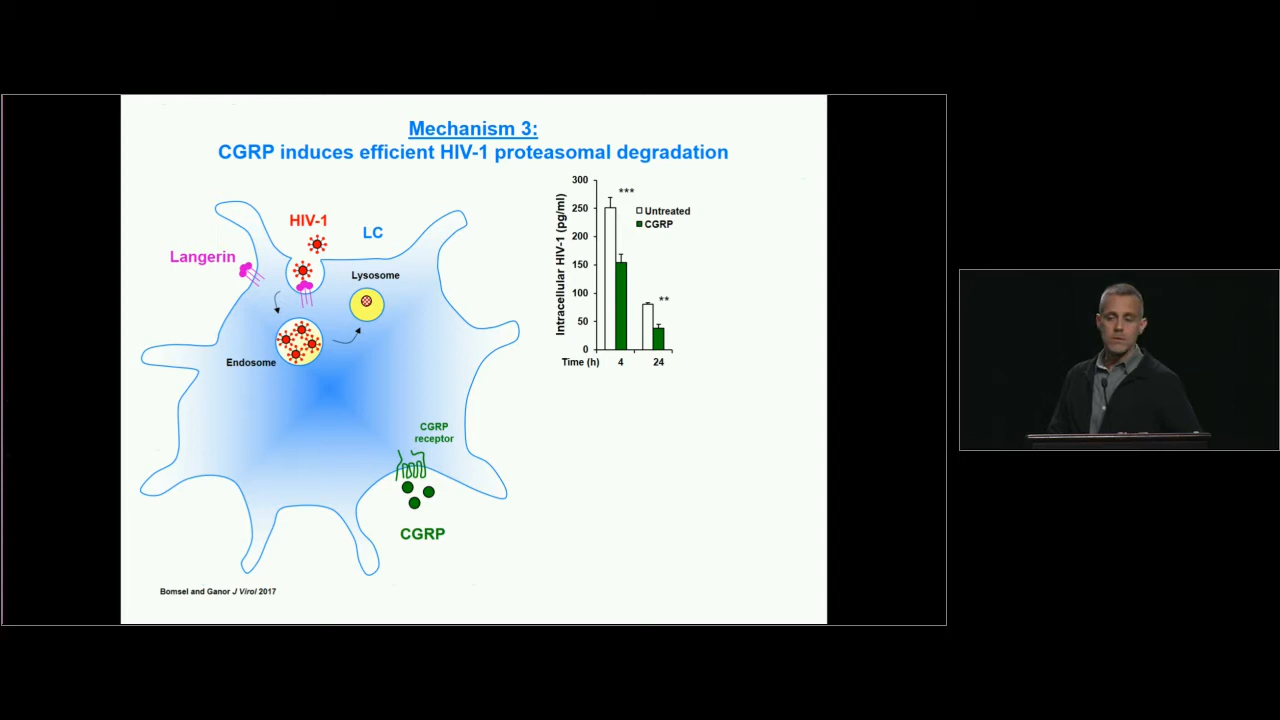 Mechanism 3:
CGRP induces efficient HIV-1 proteasomal degradation
HIV-1
LC
Langerin
Lysosome
Endosome
CGRP
receptor
CGRP
Intracellular HIV-1 (pg/ml)
300
250
200
150
100
50
0
***
Untreated
CGRP
**
Time (h) 4 24
Bomsel and Ganor J Virol 2017